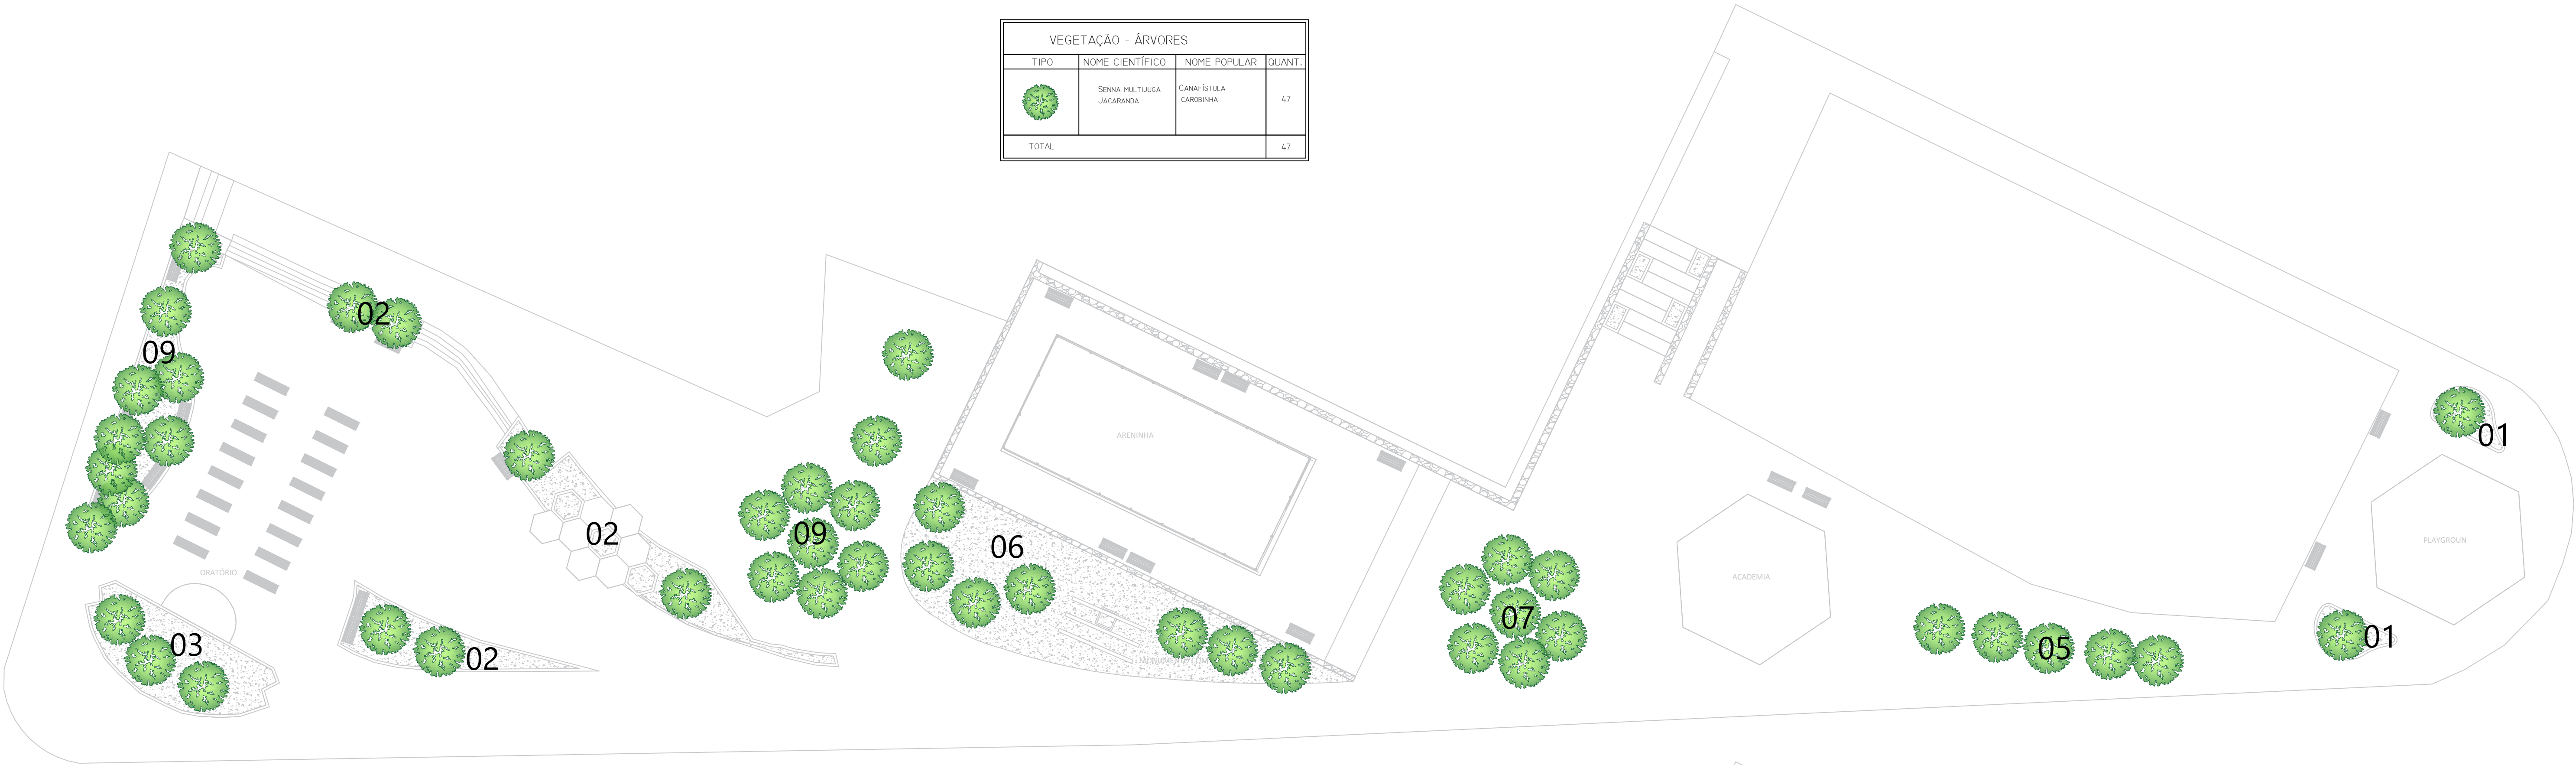 VEGETAÇÃO - ÁRVORES
TIPO NOME CIENTÍFICO NOME POPULAR QUANT.
SENNA MULTIJUGA CANAFÍSTULA
JACARANDA CAROBINHA 47
TOTAL 47
02
09
01
ARENINHA
02
09
06
PLAYGROUN
ORATÓRIO
ACADEMIA
07
03
02
05
01